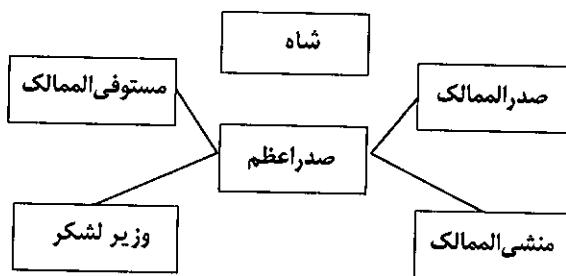 شاه
صدرالممالک
مستوفی‌الممالک
صدراعظم
منشی‌الممالک
وزیر لشکر